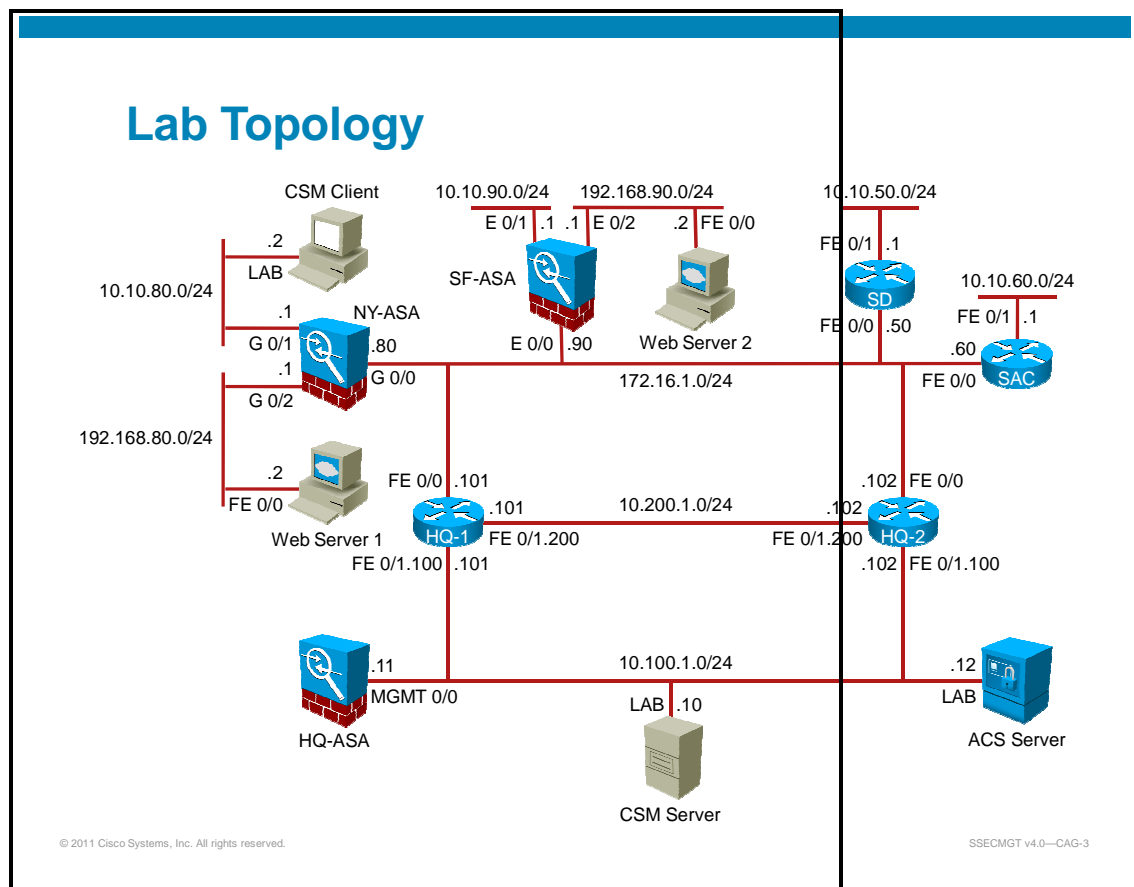 Lab Topology
CSM Client
10.10.90.0/24
192.168.90.0/24
10.10.50.0/24
E 0/1
.1
.1
E 0/2
.2
FE 0/0
.2
LAB
SF-ASA
FE 0/1
.1
SD
10.10.60.0/24
10.10.80.0/24
.1
NY-ASA
G 0/1
.80
G 0/0
E 0/0
.90
Web Server 2
FE 0/0
.50
FE 0/1
.1
.60
FE 0/0
SAC
172.16.1.0/24
.1
G 0/2
192.168.80.0/24
.2
FE 0/0
Web Server 1
FE 0/0
.101
.101
HQ-1
FE 0/1.200
10.200.1.0/24
.102
FE 0/0
.102
FE 0/1.200
HQ-2
FE 0/1.100
.101
.102
FE 0/1.100
.11
MGMT 0/0
HQ-ASA
10.100.1.0/24
LAB
.10
CSM Server
.12
LAB
ACS Server
© 2011 Cisco Systems, Inc. All rights reserved.
SSECMGT v4.0—CAG-3